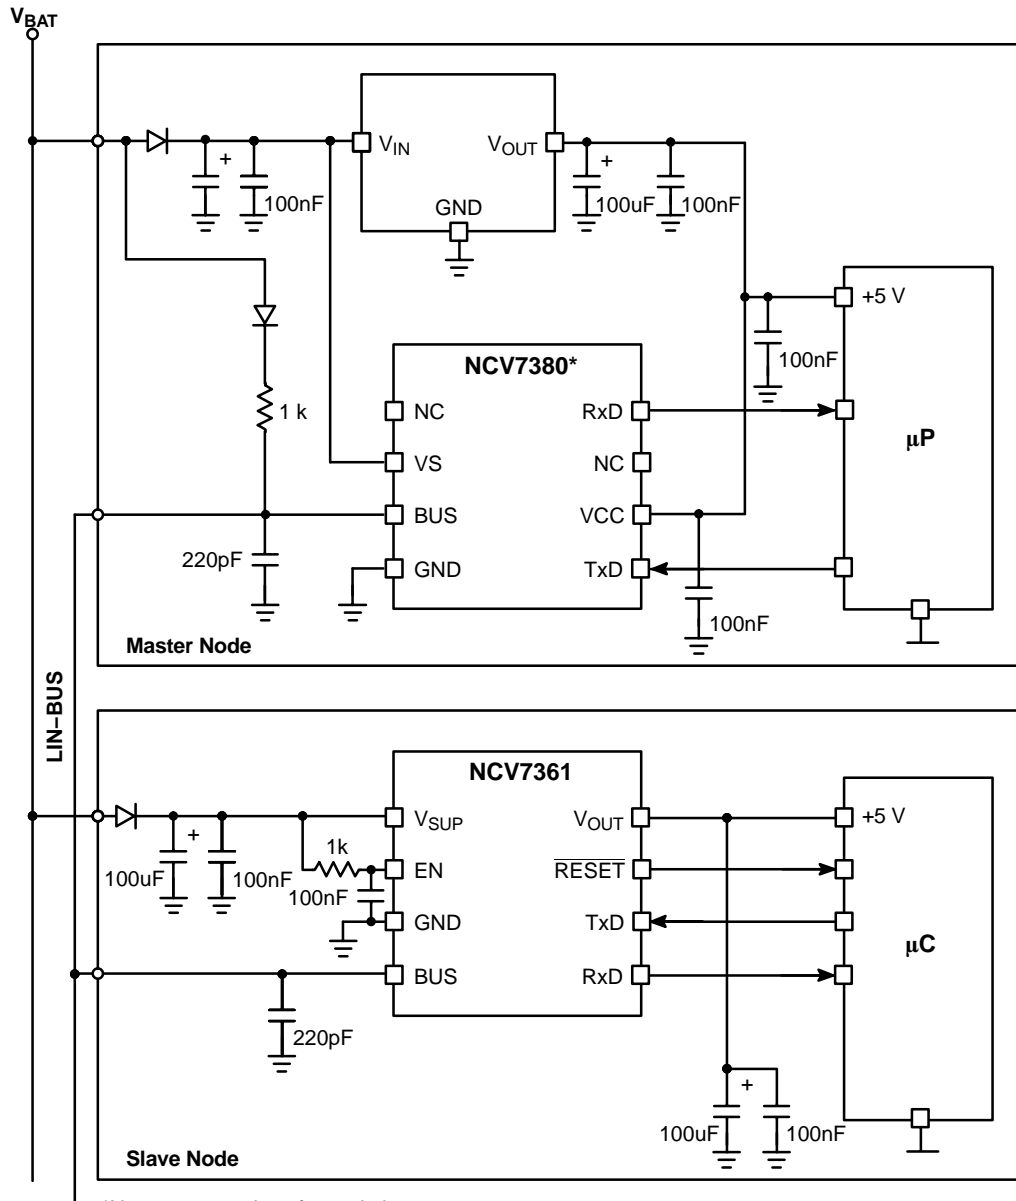 VBAT
VIN
VOUT
GND
+
100nF
+
100uF
100nF
+5 V
100nF
µP
1 k
NCV7380*
NC
VS
BUS
GND
RxD
NC
VCC
TxD
220pF
100nF
Master Node
LIN–BUS
NCV7361
VSUP
EN
GND
BUS
VOUT
RESET
TxD
RxD
+
100uF
100nF
1k
100nF
220pF
+5 V
µC
+
100uF
100nF
Slave Node